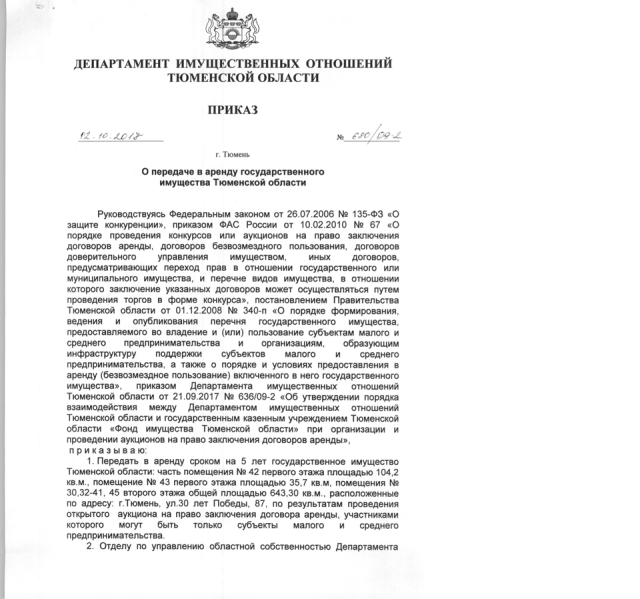 ДЕПАРТАМЕНТ ИМУЩЕСТВЕННЫХ ОТНОШЕНИЙ
ТЮМЕНСКОЙ ОБЛАСТИ
ПРИКАЗ
02.10.2018 № 680/09-2
г. Тюмень
О передаче в аренду государственного
имущества Тюменской области
Руководствуясь Федеральным законом от 26.07.2006 № 135-ФЗ «О
защите конкуренции», приказом ФАС России от 10.02.2010 № 67 «О
порядке проведения конкурсов или аукционов на право заключения
договоров аренды, договоров безвозмездного пользования, договоров
доверительного управления имуществом, иных договоров,
предусматривающих переход прав в отношении государственного или
муниципального имущества, и перечне видов имущества, в отношении
которого заключение указанных договоров может осуществляться путем
проведения торгов в форме конкурса», постановлением Правительства
Тюменской области от 01.12.2008 № 340-п «О порядке формирования,
ведения и опубликования перечня государственного имущества,
предоставляемого во владение и (или) пользование субъектам малого и
среднего предпринимательства и организациям, образующим
инфраструктуру поддержки субъектов малого и среднего
предпринимательства, а также о порядке и условиях предоставления в
аренду (безвозмездное пользование) включенного в него государственного
имущества», приказом Департамента имущественных отношений
Тюменской области от 21.09.2017 № 636/09-2 «Об утверждении порядка
взаимодействия между Департаментом имущественных отношений
Тюменской области и государственным казенным учреждением Тюменской
области «Фонд имущества Тюменской области» при организации и
проведении аукционов на право заключения договоров аренды»,
п р и к а з ы в а ю:
1. Передать в аренду сроком на 5 лет государственное имущество
Тюменской области: часть помещения № 42 первого этажа площадью 104,2
кв.м., помещение № 43 первого этажа площадью 35,7 кв.м, помещения №
30,32-41, 45 второго этажа общей площадью 643,30 кв.м., расположенные
по адресу: г.Тюмень, ул.30 лет Победы, 87, по результатам проведения
открытого аукциона на право заключения договора аренды, участниками
которого могут быть только субъекты малого и среднего
предпринимательства.
2. Отделу по управлению областной собственностью Департамента